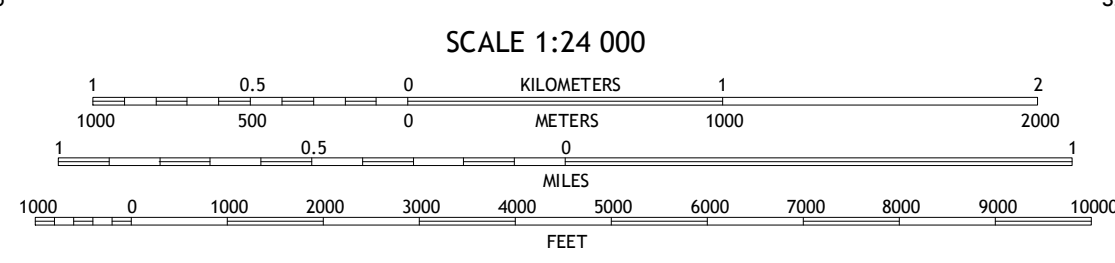 SCALE 1:24 000
1 0.5 0 KILOMETERS 1 2
1000 500 0 METERS 1000 2000
1 0.5 0 1
MILES
1000 0 1000 2000 3000 4000 5000 6000 7000 8000 9000 10000
FEET